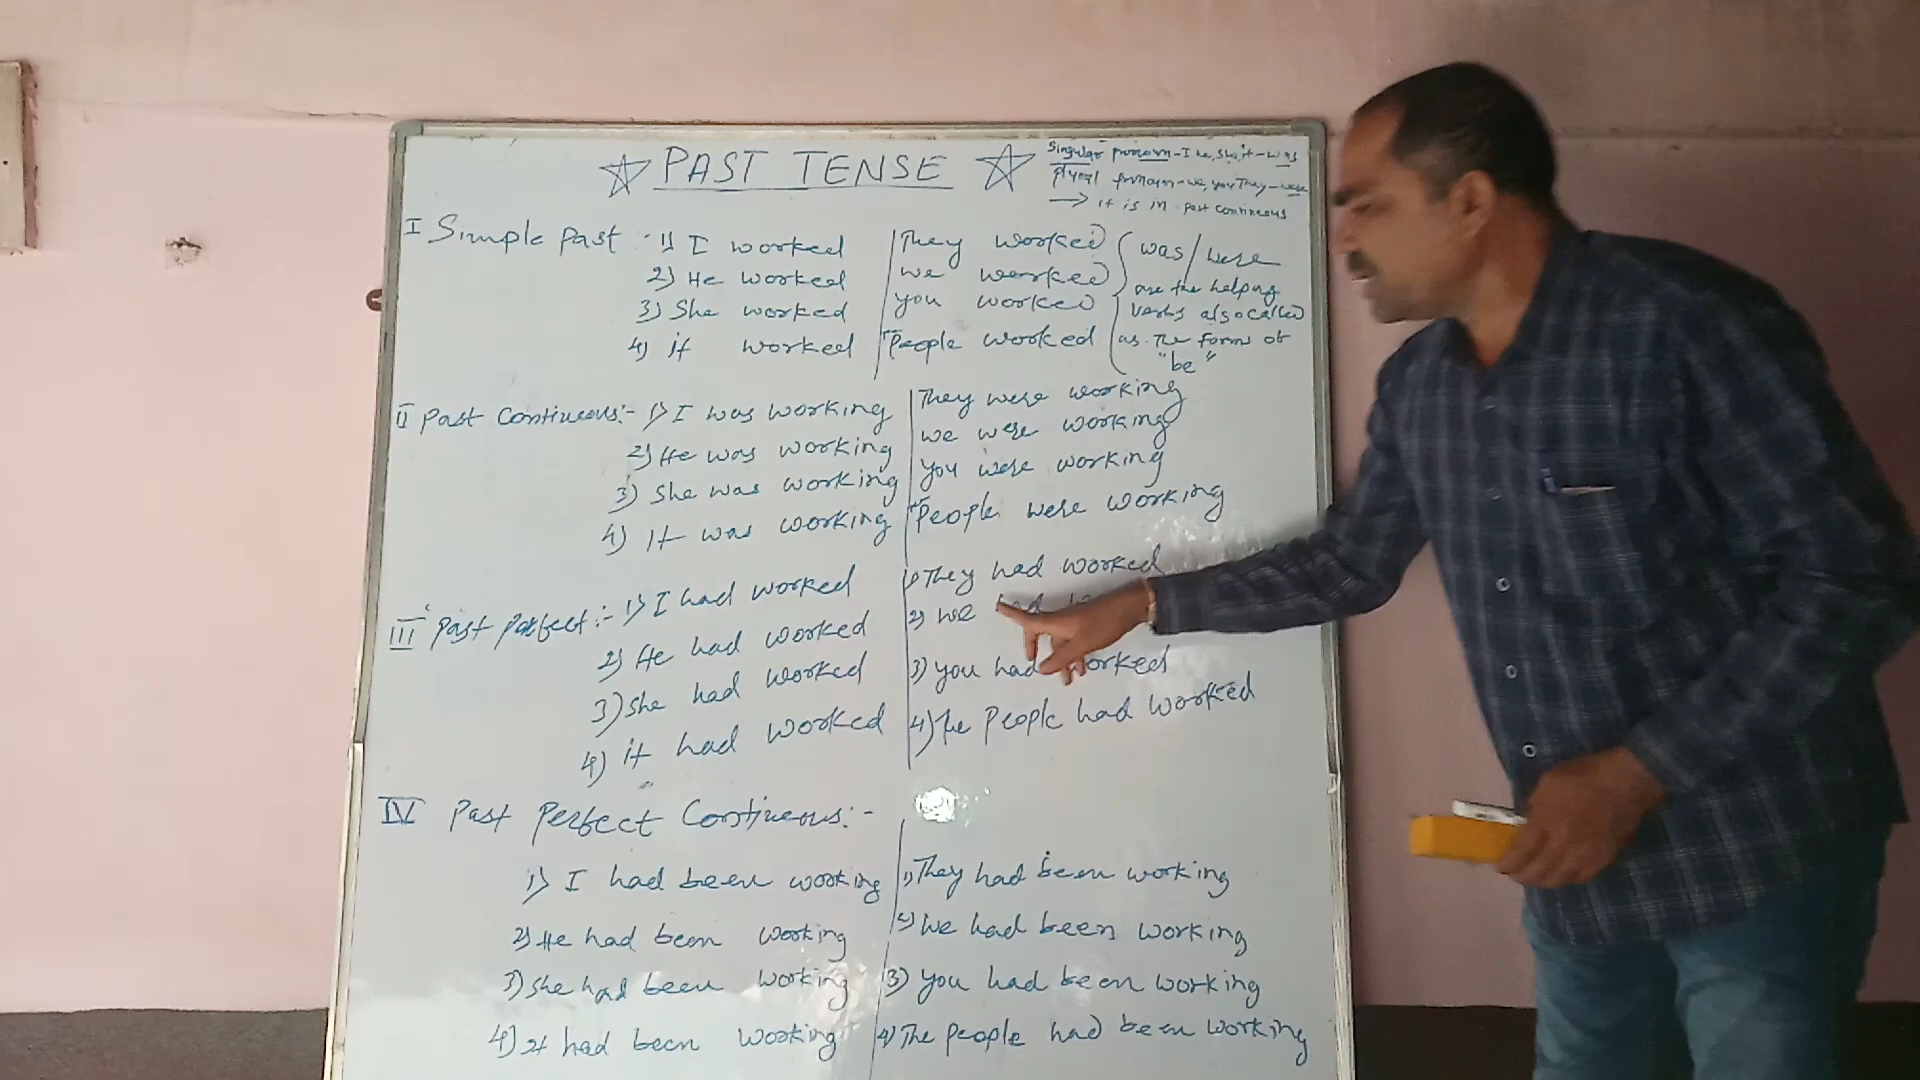 PAST TENSE
Singular pronoun - I he, she, it - was
plural pronoun - we, you They - were
→ it is in past continueous
I Simple Past :- 1) I worked
2) He worked
3) She worked
4) it worked
They worked
we worked
you worked
People worked
was / were
are the helping
verbs also called
as the forms of
"be"
II Past Continueous:- 1) I was working
2) He was working
3) She was working
4) It was working
They were working
we were working
you were working
People were working
III Past Perfect :- 1) I had worked
2) He had worked
3) She had worked
4) it had worked
1) They had worked
2) we had
3) you had worked
4) the People had worked
IV Past Perfect Continueous:-
1) I had been working
2) He had been working
3) She had been working
4) It had been working
1) They had been working
2) We had been working
3) you had been working
4) The people had been working